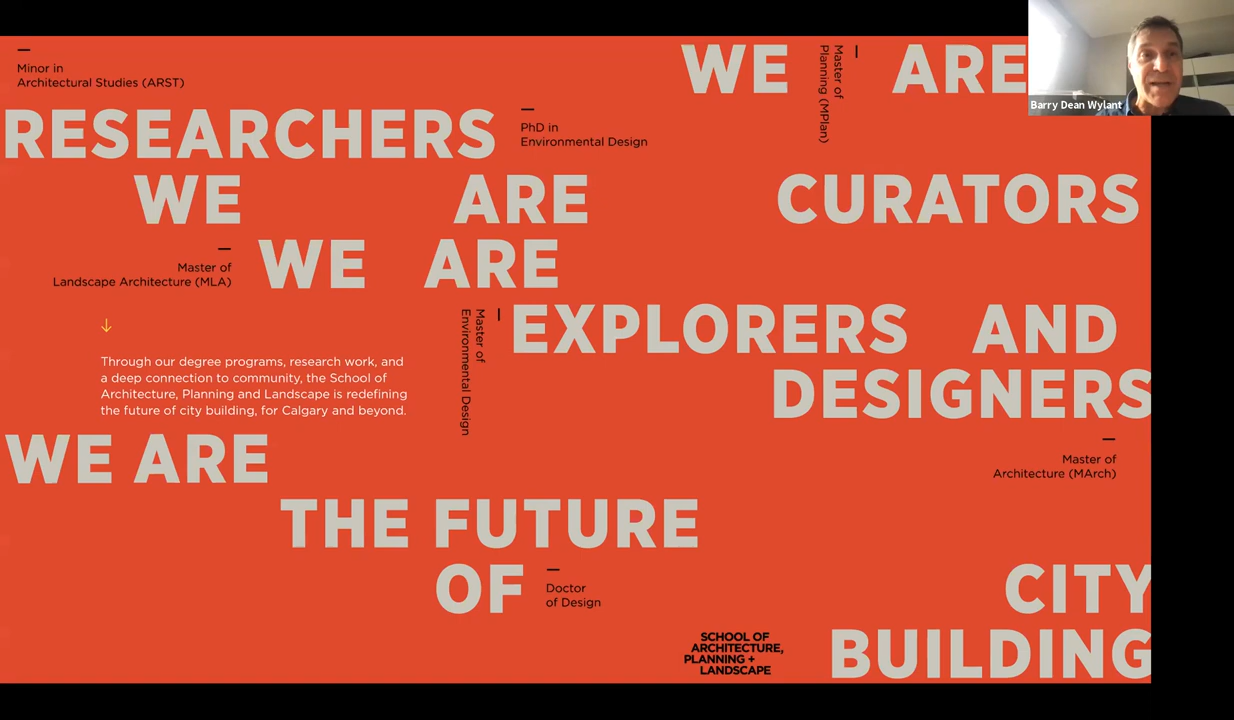 Minor in
Architectural Studies (ARST)
WE ARE
Master of
Planning (MPlan)
Barry Dean Wylant
RESEARCHERS
PhD in
Environmental Design
WE ARE CURATORS
Master of
Landscape Architecture (MLA)
WE ARE
Master of
Environmental Design
EXPLORERS AND
DESIGNERS
Through our degree programs, research work, and
a deep connection to community, the School of
Architecture, Planning and Landscape is redefining
the future of city building, for Calgary and beyond.
WE ARE
Master of
Architecture (MArch)
THE FUTURE
OF CITY
Doctor
of Design
BUILDING
SCHOOL OF
ARCHITECTURE,
PLANNING +
LANDSCAPE